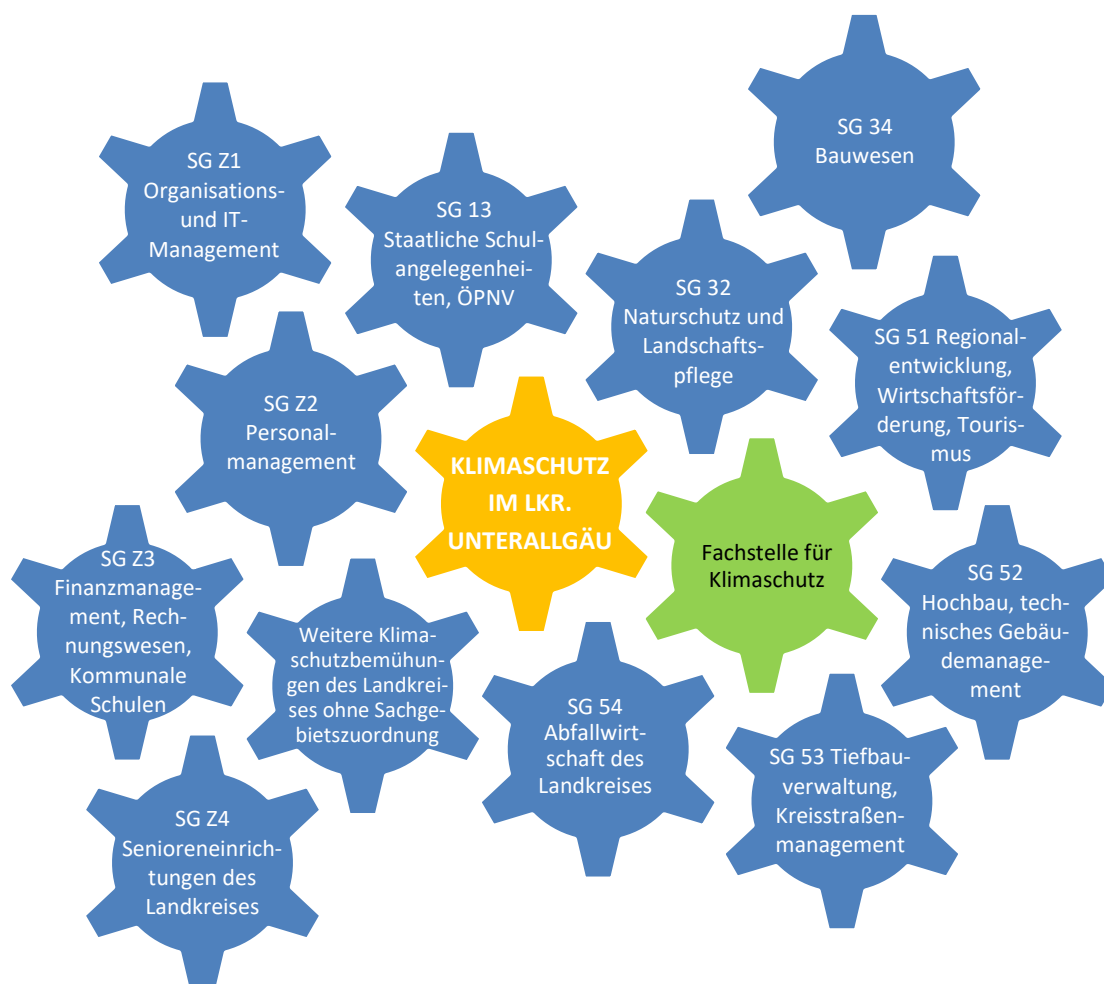 SG Z1
Organisations-
und IT-
Management
SG 13
Staatliche Schul-
angelegenhei-
ten, ÖPNV
SG 34
Bauwesen
SG 32
Naturschutz und
Landschafts-
pflege
SG 51 Regional-
entwicklung,
Wirtschaftsför-
derung, Touris-
mus
SG Z2
Personal-
management
KLIMASCHUTZ
IM LKR.
UNTERALLGÄU
Fachstelle für
Klimaschutz
SG Z3
Finanzmanage-
ment, Rech-
nungswesen,
Kommunale
Schulen
Weitere Klima-
schutzbemühun-
gen des Landkrei-
ses ohne Sachge-
bietszuordnung
SG 54
Abfallwirt-
schaft des
Landkreises
SG 52
Hochbau, tech-
nisches Gebäu-
demanage-
ment
SG 53 Tiefbau-
verwaltung,
Kreisstraßen-
management
SG Z4
Senioreneinrich-
tungen des
Landkreises